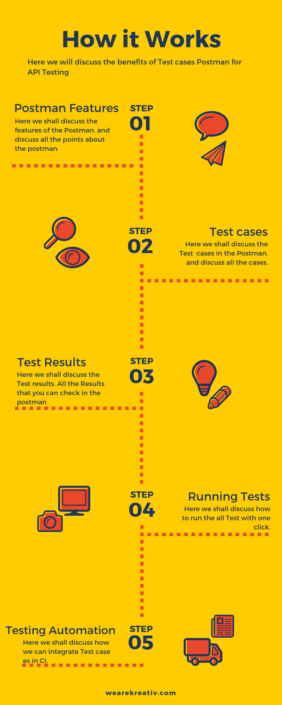 How it Works
Here we will discuss the benefits of Test cases Postman for
API Testing
Postman Features
Here we shall discuss the
features of the Postman. and
discuss all the points about
the postman.
STEP
01
STEP
02
Test cases
Here we shall discuss the
Test cases in the Postman.
and discuss all the cases.
Test Results
Here we shall discuss the
Test results. All the Results
that you can check in the
postman
STEP
03
STEP
04
Running Tests
Here we shall discuss how
to run the all Test with one
click.
Testing Automation
Here we shall discuss how
we can integrate Test case
es in CI.
STEP
05
wearekreativ.com